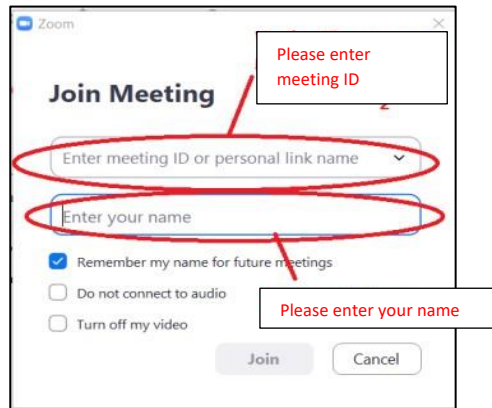 Zoom
Please enter
meeting ID
Join Meeting
Enter meeting ID or personal link name
Enter your name
Remember my name for future meetings
Do not connect to audio
Please enter your name
Turn off my video
Join
Cancel